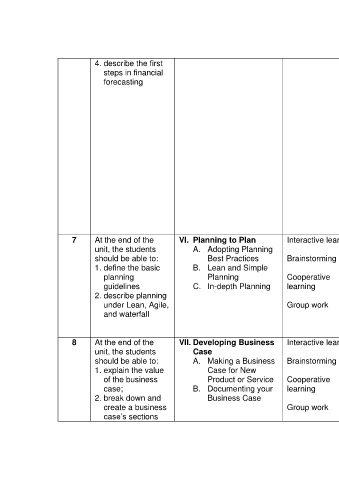 4. describe the first
steps in financial
forecasting
7
At the end of the
unit, the students
should be able to:
1. define the basic
planning
guidelines
2. describe planning
under Lean, Agile,
and waterfall
VI. Planning to Plan
A. Adopting Planning
Best Practices
B. Lean and Simple
Planning
C. In-depth Planning
Interactive lear
Brainstorming
Cooperative
learning
Group work
8
At the end of the
unit, the students
should be able to:
1. explain the value
of the business
case;
2. break down and
create a business
case's sections
VII. Developing Business
Case
A. Making a Business
Case for New
Product or Service
B. Documenting your
Business Case
Interactive lear
Brainstorming
Cooperative
learning
Group work